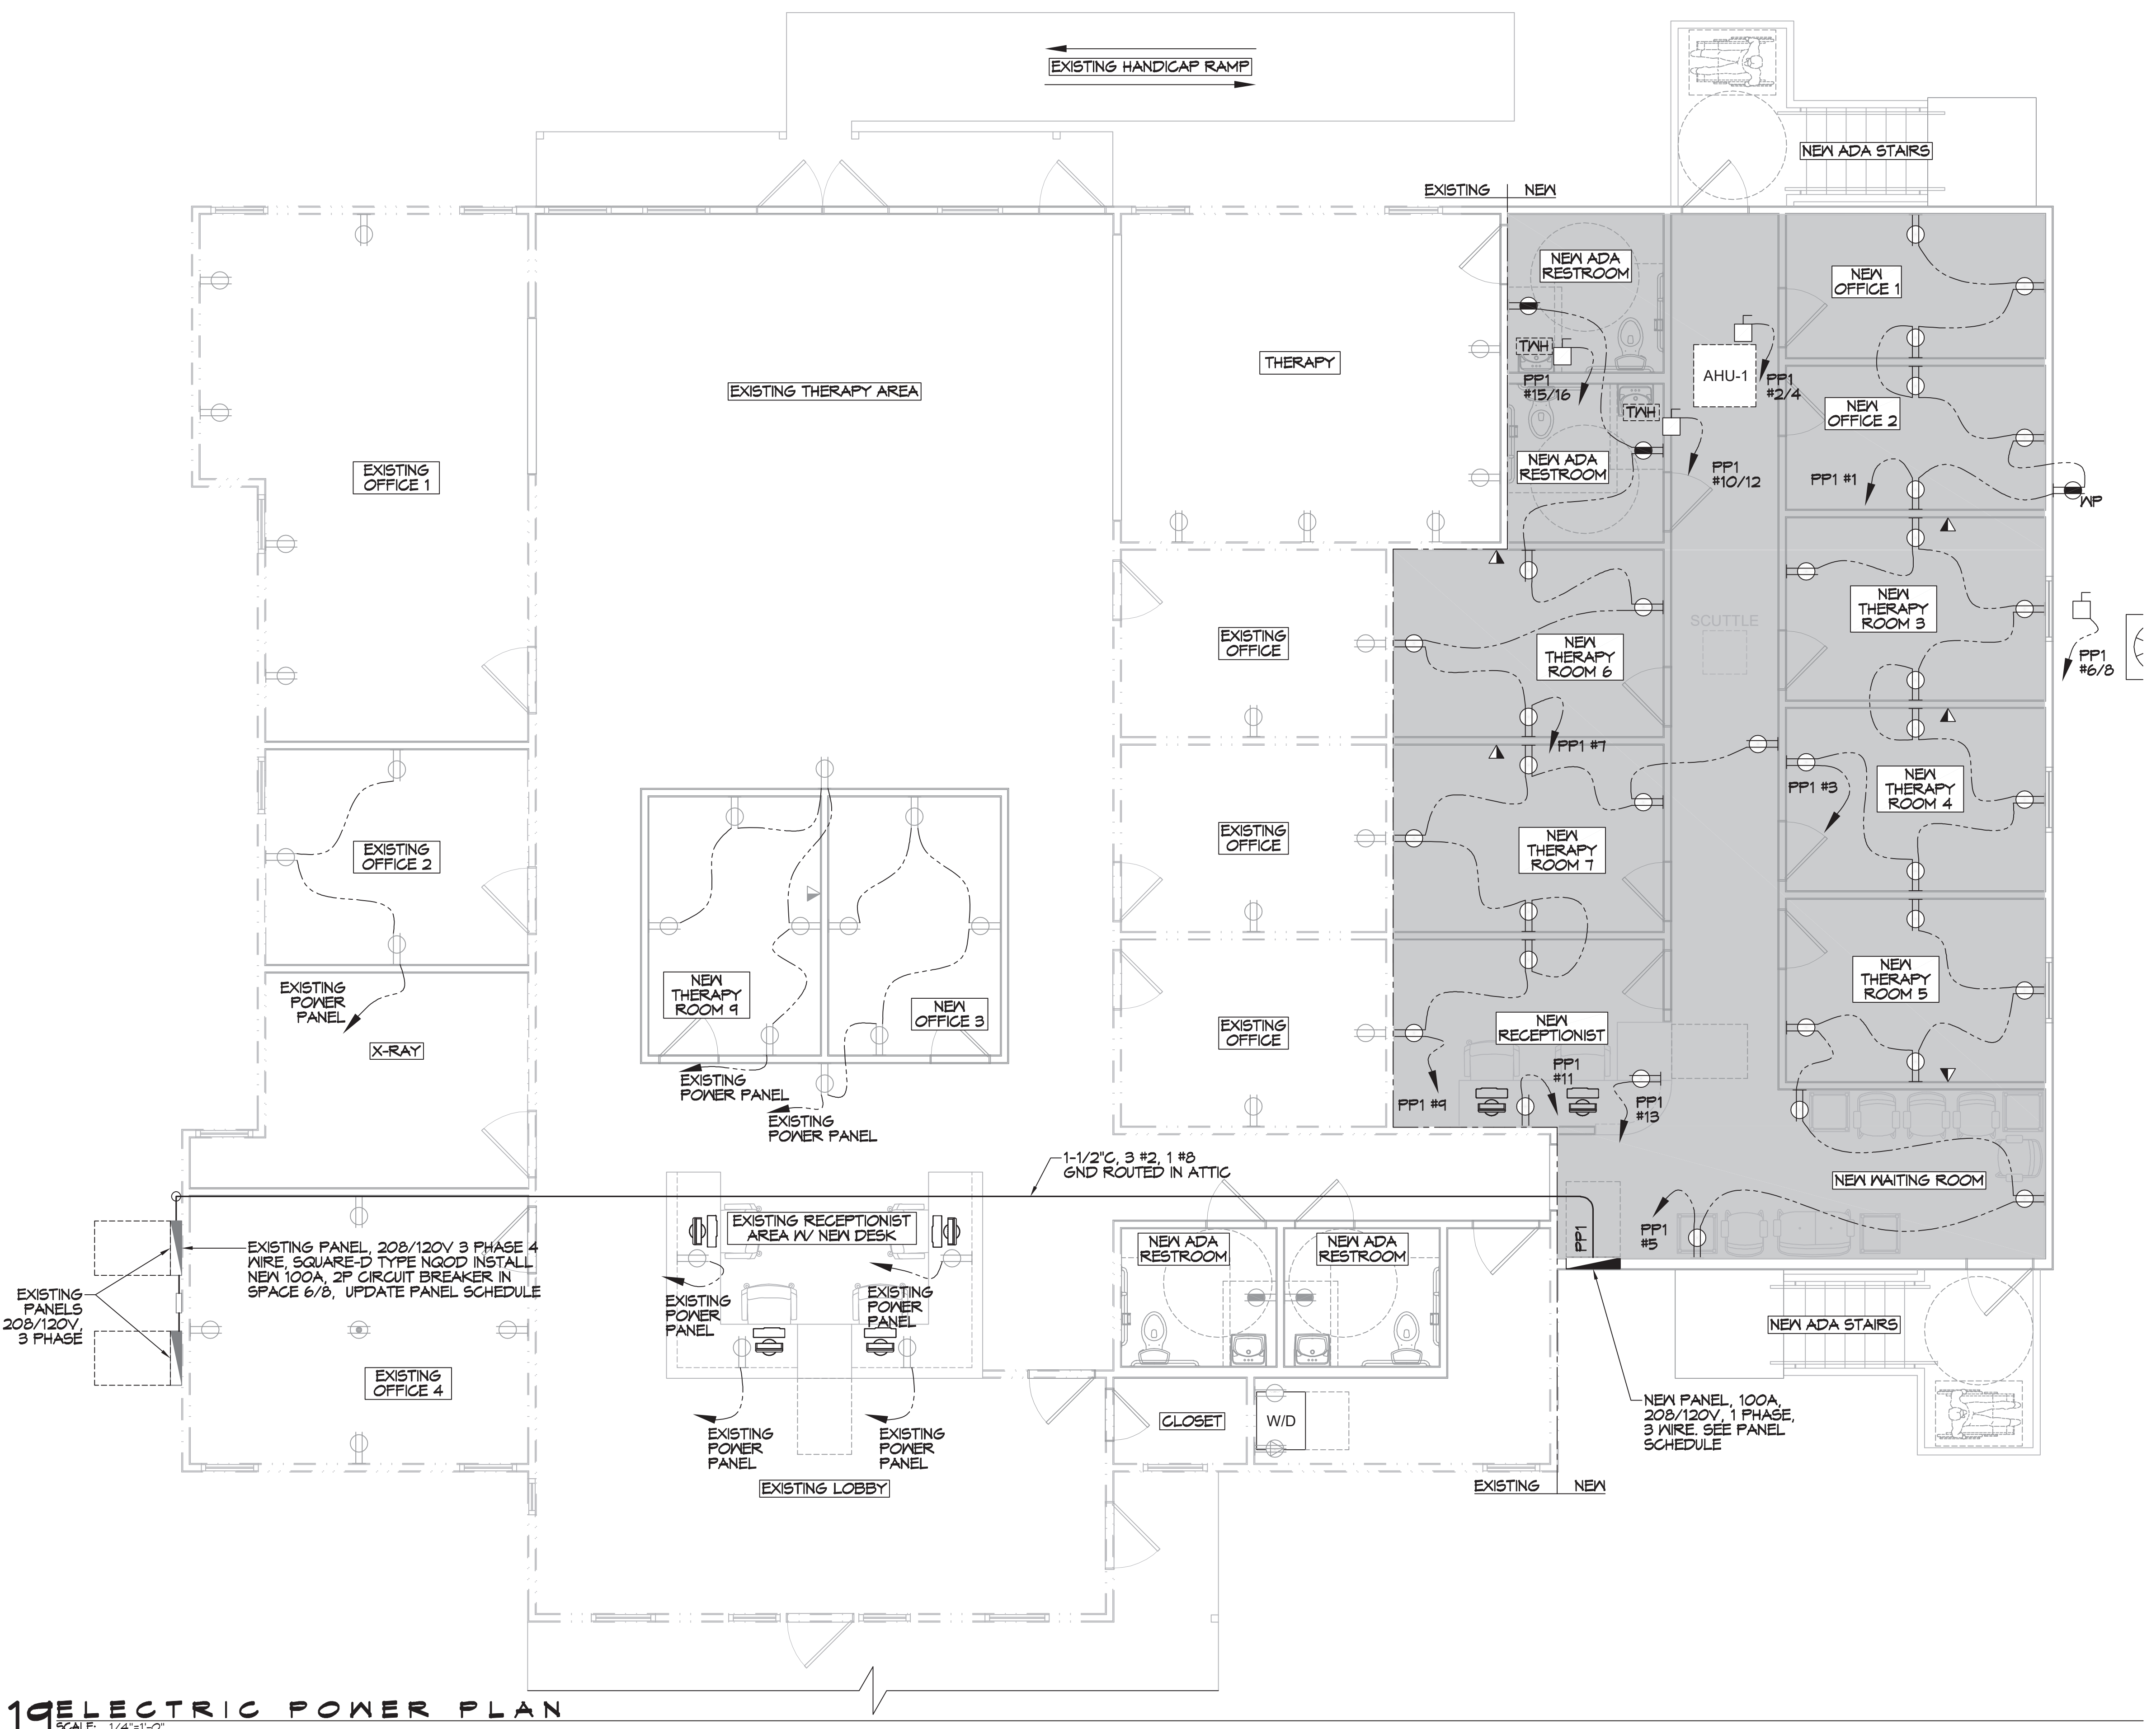 EXISTING HANDICAP RAMP
NEW ADA STAIRS
EXISTING
NEW
NEW ADA
RESTROOM
NEW
OFFICE 1
TWH
PP1
#15/16
AHU-1
PP1
#2/4
THERAPY
EXISTING THERAPY AREA
NEW
OFFICE 2
TWH
NEW ADA
RESTROOM
PP1
#10/12
PP1 #1
WP
EXISTING
OFFICE 1
NEW
THERAPY
ROOM 3
SCUTTLE
EXISTING
OFFICE
NEW
THERAPY
ROOM 6
PP1
#6/8
PP1 #7
PP1 #3
NEW
THERAPY
ROOM 4
EXISTING
OFFICE 2
EXISTING
OFFICE
NEW
THERAPY
ROOM 7
EXISTING
POWER
PANEL
NEW
THERAPY
ROOM 9
NEW
OFFICE 3
NEW
THERAPY
ROOM 5
EXISTING
OFFICE
NEW
RECEPTIONIST
X-RAY
EXISTING
POWER PANEL
EXISTING
POWER PANEL
PP1 #9
PP1
#11
PP1
#13
1-1/2"C, 3 #2, 1 #8
GND ROUTED IN ATTIC
NEW WAITING ROOM
EXISTING RECEPTIONIST
AREA W/ NEW DESK
PP1
PP1
#5
EXISTING PANEL, 208/120V 3 PHASE 4
WIRE, SQUARE-D TYPE NQOD INSTALL
NEW 100A, 2P CIRCUIT BREAKER IN
SPACE 6/8, UPDATE PANEL SCHEDULE
NEW ADA
RESTROOM
NEW ADA
RESTROOM
EXISTING
PANELS
208/120V,
3 PHASE
EXISTING
POWER
PANEL
EXISTING
POWER
PANEL
NEW ADA STAIRS
EXISTING
OFFICE 4
CLOSET
W/D
NEW PANEL, 100A,
208/120V, 1 PHASE,
3 WIRE. SEE PANEL
SCHEDULE
EXISTING
POWER
PANEL
EXISTING
POWER
PANEL
EXISTING LOBBY
EXISTING
NEW
19
ELECTRIC POWER PLAN
SCALE: 1/4"=1'-0"